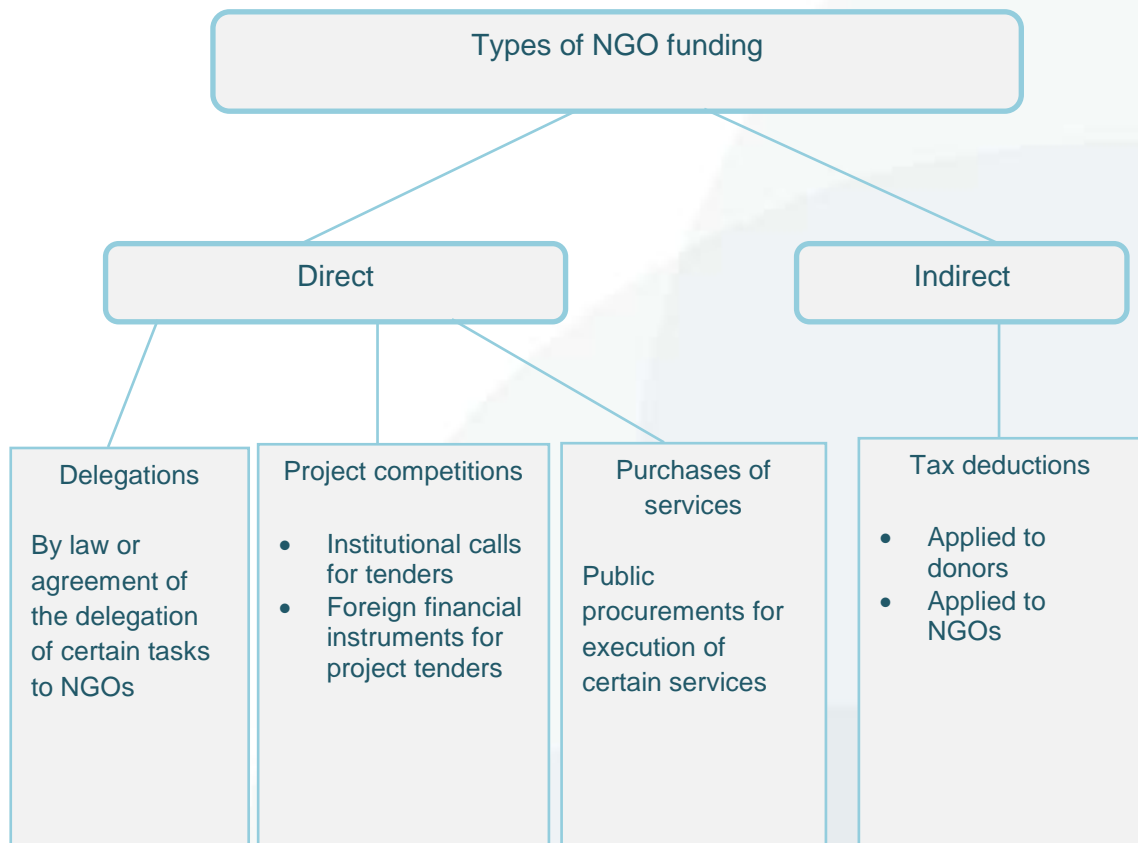 Types of NGO funding
Direct
Indirect
Delegations
By law or
agreement of
the delegation
of certain tasks
to NGOs
Project competitions
• Institutional calls
for tenders
• Foreign financial
instruments for
project tenders
Purchases of
services
Public
procurements for
execution of
certain services
Tax deductions
• Applied to
donors
• Applied to
NGOs